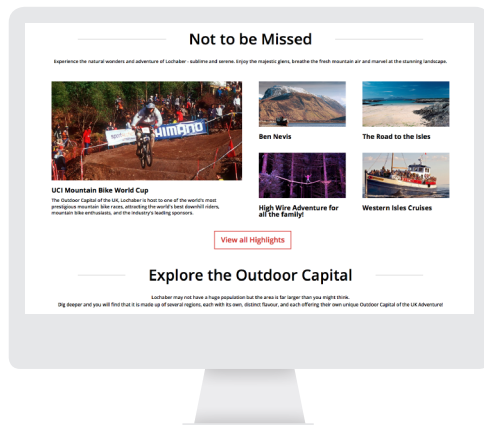 Not to be Missed
Experience the natural wonders and adventure of Lochaber - sublime and serene. Enjoy the majestic glens, breathe the fresh mountain air and marvel at the stunning landscape.
SHIMANO
UCI Mountain Bike World Cup
The Outdoor Capital of the UK, Lochaber is host to one of the world's most
prestigious mountain bike races, attracting the world's best downhill riders,
mountain bike enthusiasts, and the industry's leading sponsors.
Ben Nevis
The Road to the Isles
High Wire Adventure for
all the family!
Western Isles Cruises
View all Highlights
Explore the Outdoor Capital
Lochaber may not have a huge population but the area is far larger than you might think.
Dig deeper and you will find that it is made up of several regions, each with its own, distinct flavour, and each offering their own unique Outdoor Capital of the UK Adventure!